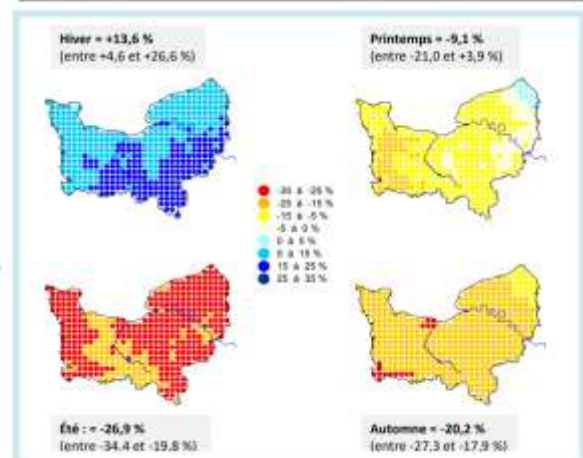 Hiver = +13,6 %
(entre +4,6 et +26,6 %)
Printemps = -9,1 %
(entre -21,0 et +3,9 %)
-35 à -25 %
-25 à -15 %
-15 à -5 %
-5 à 0 %
0 à 5 %
5 à 15 %
15 à 25 %
25 à 35 %
Été : = -26,9 %
(entre -34.4 et -19,8 %)
Automne = -20,2 %
(entre -27,3 et -17,9 %)